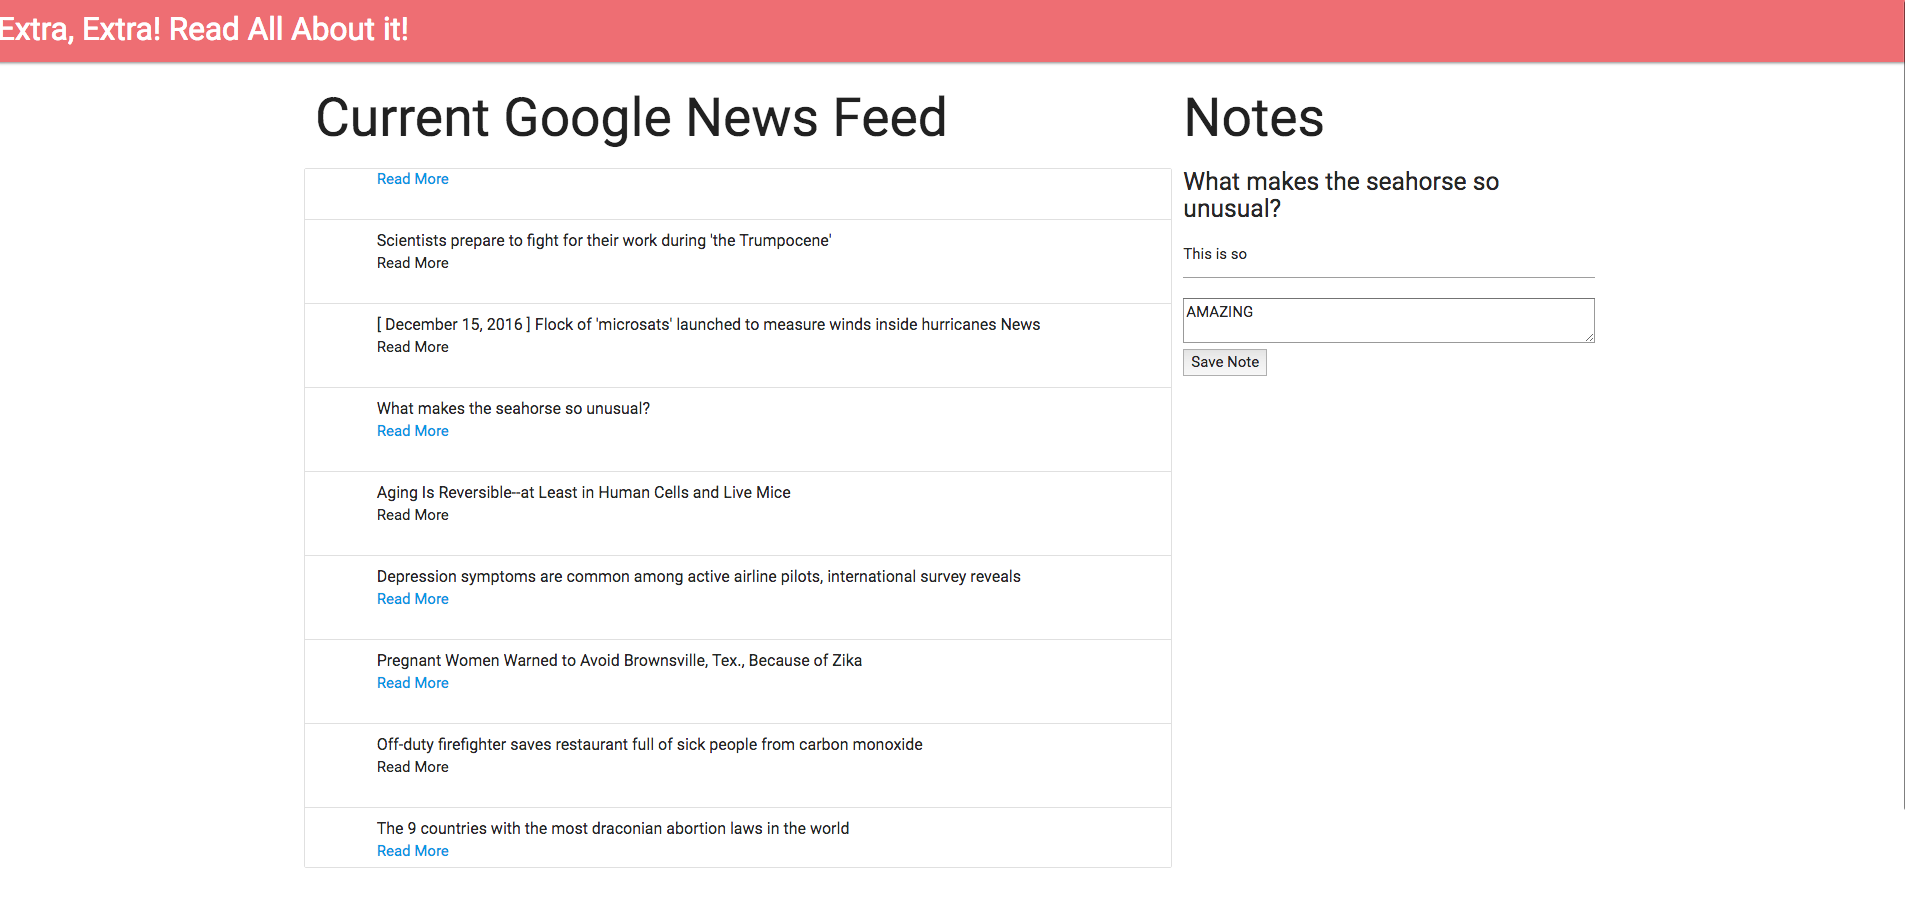 Extra, Extra! Read All About it!
Current Google News Feed
Read More
Scientists prepare to fight for their work during 'the Trumpocene'
Read More
[ December 15, 2016 ] Flock of 'microsats' launched to measure winds inside hurricanes News
Read More
What makes the seahorse so unusual?
Read More
Aging Is Reversible--at Least in Human Cells and Live Mice
Read More
Depression symptoms are common among active airline pilots, international survey reveals
Read More
Pregnant Women Warned to Avoid Brownsville, Tex., Because of Zika
Read More
Off-duty firefighter saves restaurant full of sick people from carbon monoxide
Read More
The 9 countries with the most draconian abortion laws in the world
Read More
Notes
What makes the seahorse so
unusual?
This is so
AMAZING
Save Note